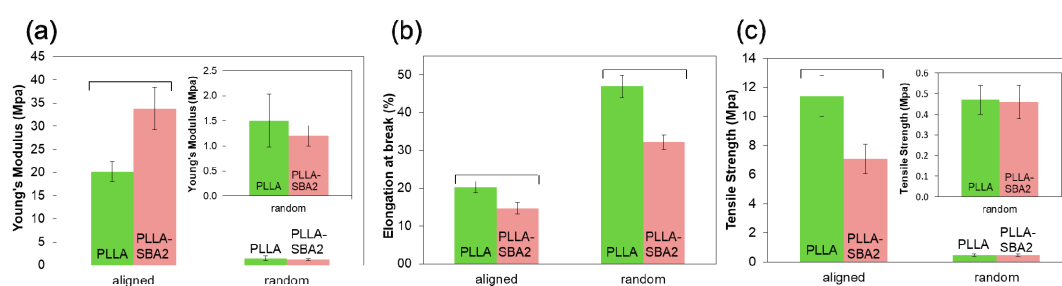 (a)
Young's Modulus (Mpa)
45
40
35
30
25
20
15
10
5
0
PLLA
PLLA-
SBA2
aligned
PLLA
PLLA-
SBA2
random
Young's Modulus (Mpa)
2.5
2.0
1.5
1.0
0.5
0.0
PLLA
PLLA-
SBA2
random
(b)
Elongation at break (%)
50
40
30
20
10
00
PLLA
PLLA-
SBA2
aligned
PLLA
PLLA-
SBA2
random
(c)
Tensile Strength (Mpa)
14
12
10
8
6
4
2
0
PLLA
PLLA-
SBA2
aligned
PLLA
PLLA-
SBA2
random
Tensile Strength (Mpa)
0.6
0.5
0.4
0.3
0.2
0.1
0.0
PLLA
PLLA-
SBA2
random